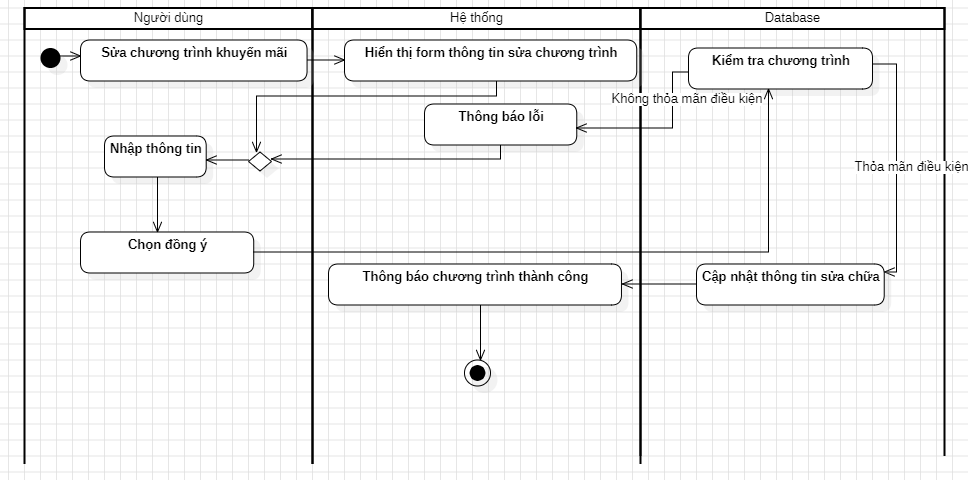 Người dùng
Hệ thống
Database
Sửa chương trình khuyến mãi
Hiển thị form thông tin sửa chương trình
Kiểm tra chương trình
Không thỏa mãn điều kiện
Thông báo lỗi
Nhập thông tin
Thỏa mãn điều kiện
Chọn đồng ý
Thông báo chương trình thành công
Cập nhật thông tin sửa chữa